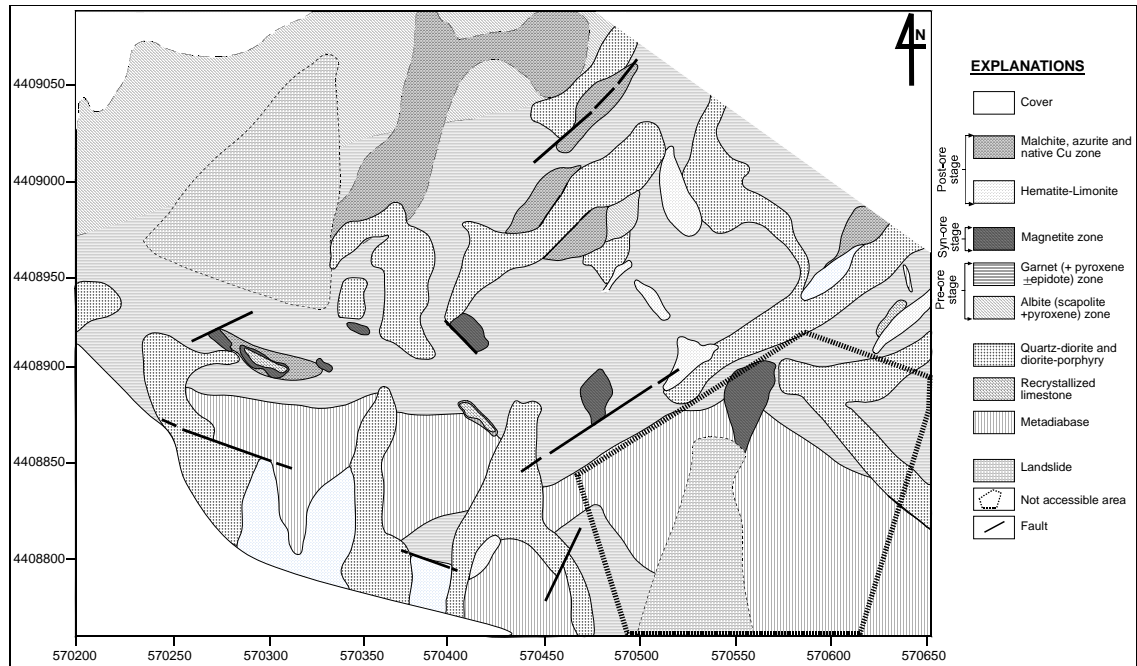 N
4409050
4409000
4408950
4408900
4408850
4408800
570200 570250 570300 570350 570400 570450 570500 570550 570600 570650
EXPLANATIONS
Cover
Post-ore
stage
Malchite, azurite and
native Cu zone
Hematite-Limonite
Syn-ore
stage
Magnetite zone
Pre-ore
stage
Garnet (+ pyroxene
±epidote) zone
Albite (scapolite
+pyroxene) zone
Quartz-diorite and
diorite-porphyry
Recrystallized
limestone
Metadiabase
Landslide
Not accessible area
Fault